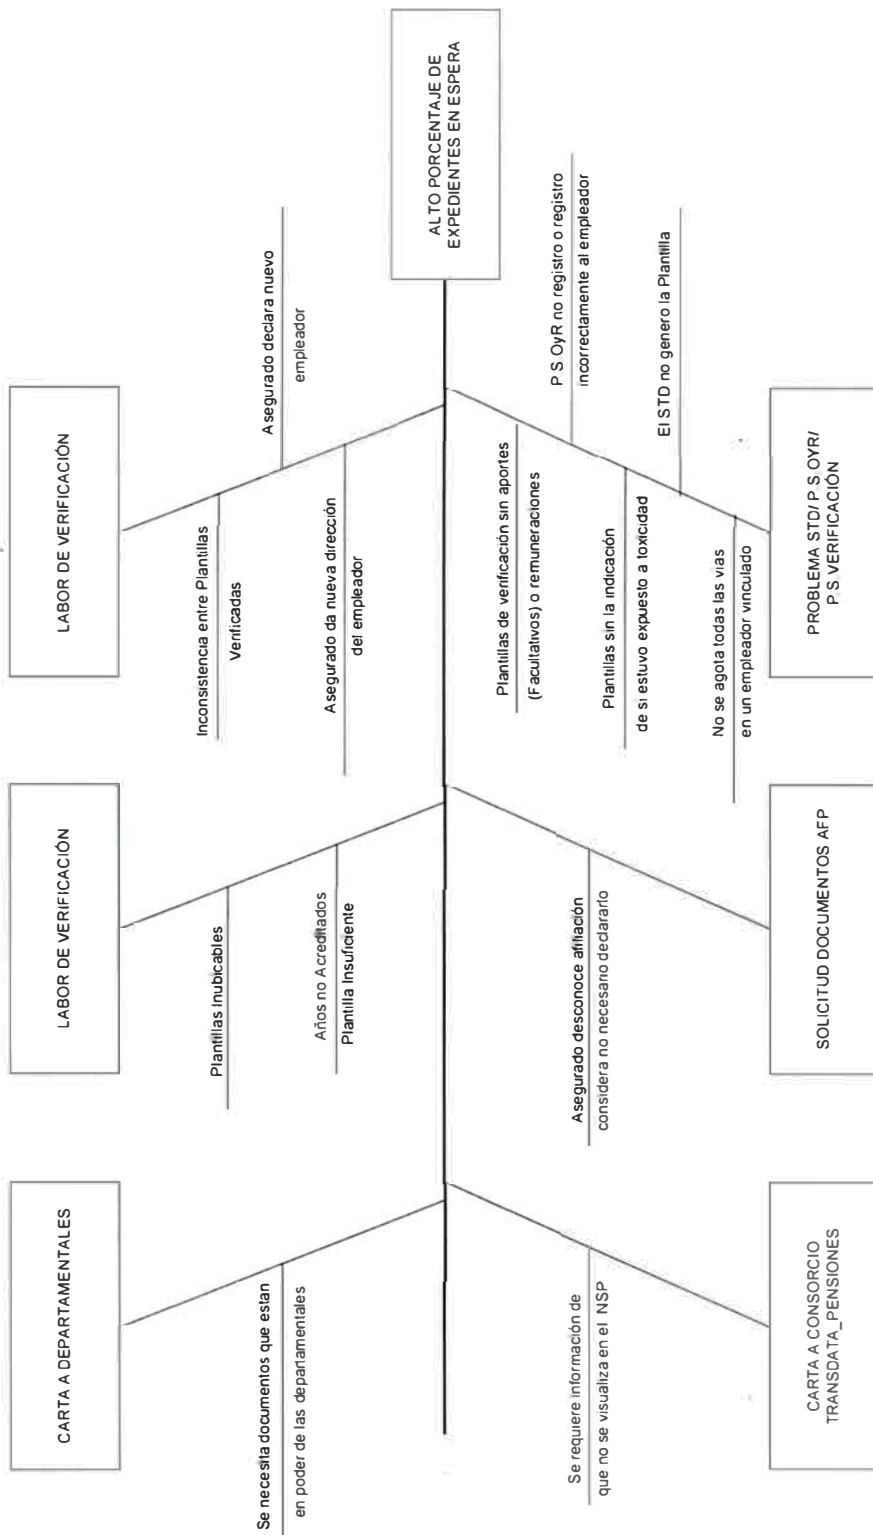 CARTA A DEPARTAMENTALES
LABOR DE VERIFICACIÓN
LABOR DE VERIFICACIÓN
Se necesita documentos que estan
en poder de las departamentales
Plantillas Inubicables
Años no Acreditados
Plantilla Insuficiente
Inconsistencia entre Plantillas
Verificadas
Asegurado da nueva dirección
del empleador
Asegurado declara nuevo
empleador
ALTO PORCENTAJE DE
EXPEDIENTES EN ESPERA
Se requiere información de
que no se visualiza en el NSP
Asegurado desconoce afiliación
considera no necesario declararlo
Plantillas de verificación sin aportes
(Facultativos) o remuneraciones
Plantillas sin la indicación
de si estuvo expuesto a toxicidad
No se agota todas las vias
en un empleador vinculado
P S OyR no registro o registro
incorrectamente al empleador
El STD no genero la Plantilla
CARTA A CONSORCIO
TRANSDATA_PENSIONES
SOLICITUD DOCUMENTOS AFP
PROBLEMA STD/ P.S. OYR/
P.S. VERIFICACIÓN